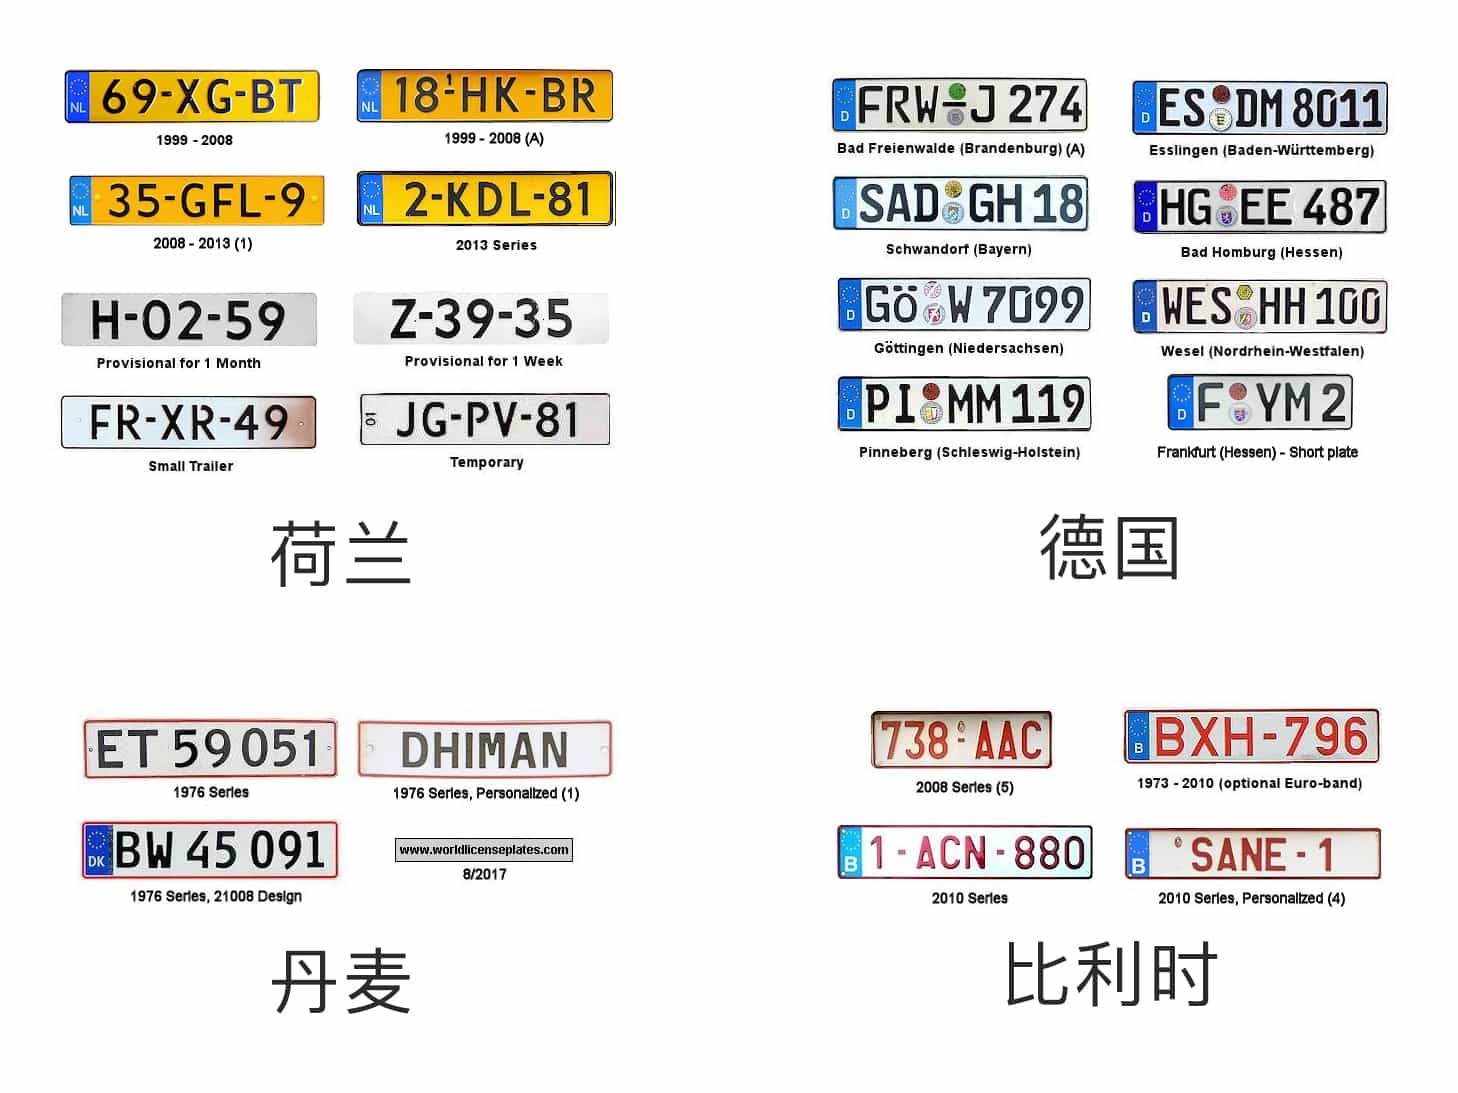 NL 69-XG-BT
1999 - 2008
NL 18-1HK-BR
1999 - 2008 (A)
NL 35-GFL-9
2008 - 2013 (1)
NL 2-KDL-81
2013 Series
H-02-59
Provisional for 1 Month
Z-39-35
Provisional for 1 Week
FR-XR-49
Small Trailer
01 JG-PV-81
Temporary
荷兰
D FRW-J 274
Bad Freienwalde (Brandenburg) (A)
D ES DM 8011
Esslingen (Baden-Württemberg)
D SAD GH 18
Schwandorf (Bayern)
D HG EE 487
Bad Homburg (Hessen)
D GÖ W 7099
Göttingen (Niedersachsen)
D WES HH 100
Wesel (Nordrhein-Westfalen)
D PI MM 119
Pinneberg (Schleswig-Holstein)
D F YM 2
Frankfurt (Hessen) - Short plate
德国
ET 59 051
1976 Series
DHIMAN
1976 Series, Personalized (1)
DK BW 45 091
1976 Series, 21008 Design
www.worldlicenseplates.com
8/2017
丹麦
738-AAC
2008 Series (5)
B BXH-796
1973 - 2010 (optional Euro-band)
B 1-ACN-880
2010 Series
B SANE-1
2010 Series, Personalized (4)
比利时